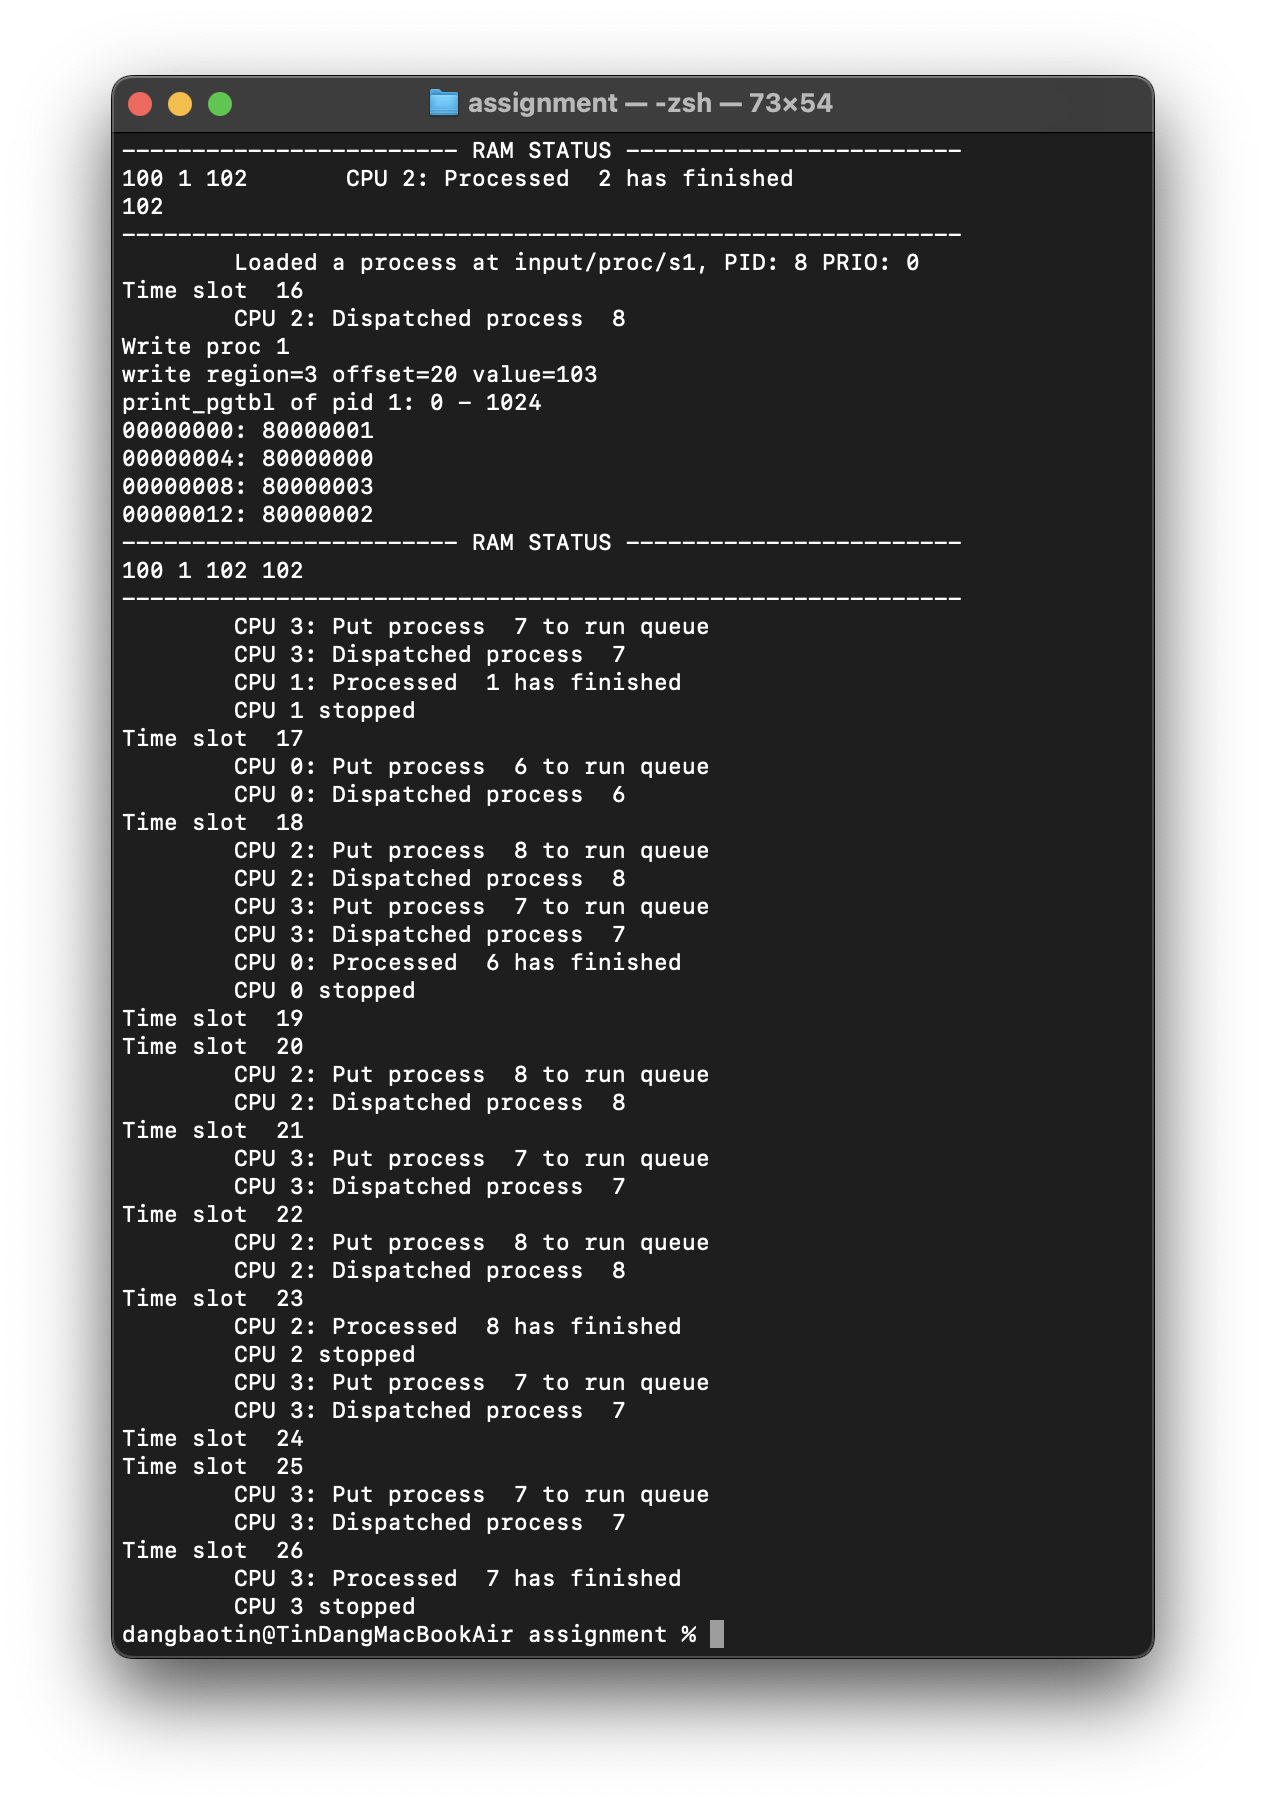 assignment — -zsh — 73×54
------------------------ RAM STATUS ------------------------
100 1 102       CPU 2: Processed  2 has finished
102
------------------------------------------------------------
        Loaded a process at input/proc/s1, PID: 8 PRIO: 0
Time slot  16
        CPU 2: Dispatched process  8
Write proc 1
write region=3 offset=20 value=103
print_pgtbl of pid 1: 0 - 1024
00000000: 80000001
00000004: 80000000
00000008: 80000003
00000012: 80000002
------------------------ RAM STATUS ------------------------
100 1 102 102
------------------------------------------------------------
        CPU 3: Put process  7 to run queue
        CPU 3: Dispatched process  7
        CPU 1: Processed  1 has finished
        CPU 1 stopped
Time slot  17
        CPU 0: Put process  6 to run queue
        CPU 0: Dispatched process  6
Time slot  18
        CPU 2: Put process  8 to run queue
        CPU 2: Dispatched process  8
        CPU 3: Put process  7 to run queue
        CPU 3: Dispatched process  7
        CPU 0: Processed  6 has finished
        CPU 0 stopped
Time slot  19
Time slot  20
        CPU 2: Put process  8 to run queue
        CPU 2: Dispatched process  8
Time slot  21
        CPU 3: Put process  7 to run queue
        CPU 3: Dispatched process  7
Time slot  22
        CPU 2: Put process  8 to run queue
        CPU 2: Dispatched process  8
Time slot  23
        CPU 2: Processed  8 has finished
        CPU 2 stopped
        CPU 3: Put process  7 to run queue
        CPU 3: Dispatched process  7
Time slot  24
Time slot  25
        CPU 3: Put process  7 to run queue
        CPU 3: Dispatched process  7
Time slot  26
        CPU 3: Processed  7 has finished
        CPU 3 stopped
dangbaotin@TinDangMacBookAir assignment %